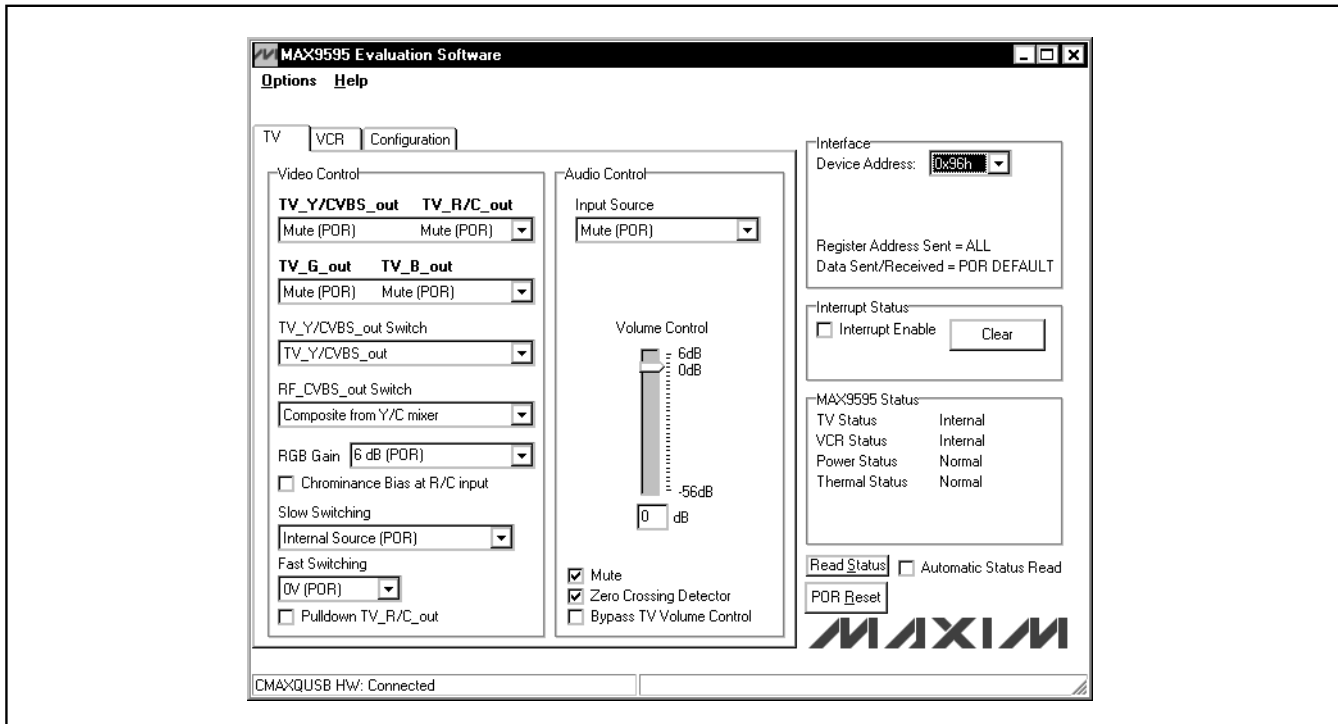 MAX9595 Evaluation Software
Options Help
TV VCR Configuration
Video Control
TV_Y/CVBS_out TV_R/C_out
Mute (POR) Mute (POR)
TV_G_out TV_B_out
Mute (POR) Mute (POR)
TV_Y/CVBS_out Switch
TV_Y/CVBS_out
RF_CVBS_out Switch
Composite from Y/C mixer
RGB Gain 6 dB (POR)
Chrominance Bias at R/C input
Slow Switching
Internal Source (POR)
Fast Switching
0V (POR)
Pulldown TV_R/C_out
Audio Control
Input Source
Mute (POR)
Volume Control
6dB
0dB
-56dB
0 dB
Mute
Zero Crossing Detector
Bypass TV Volume Control
Interface
Device Address: 0x96h
Register Address Sent = ALL
Data Sent/Received = POR DEFAULT
Interrupt Status
Interrupt Enable Clear
MAX9595 Status
TV Status Internal
VCR Status Internal
Power Status Normal
Thermal Status Normal
Read Status Automatic Status Read
POR Reset
MAXIM
CMAXQUSB HW: Connected